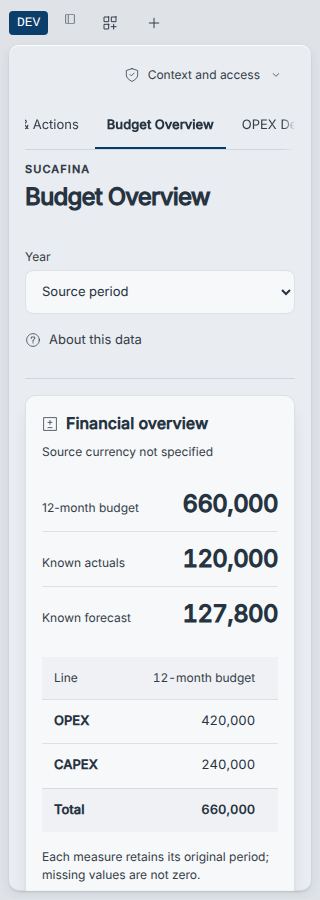 DEV
Context and access
& Actions
Budget Overview
OPEX De
SUCAFINA
Budget Overview
Year
Source period
About this data
Financial overview
Source currency not specified
12-month budget 660,000
Known actuals 120,000
Known forecast 127,800
Line 12-month budget
OPEX 420,000
CAPEX 240,000
Total 660,000
Each measure retains its original period;
missing values are not zero.